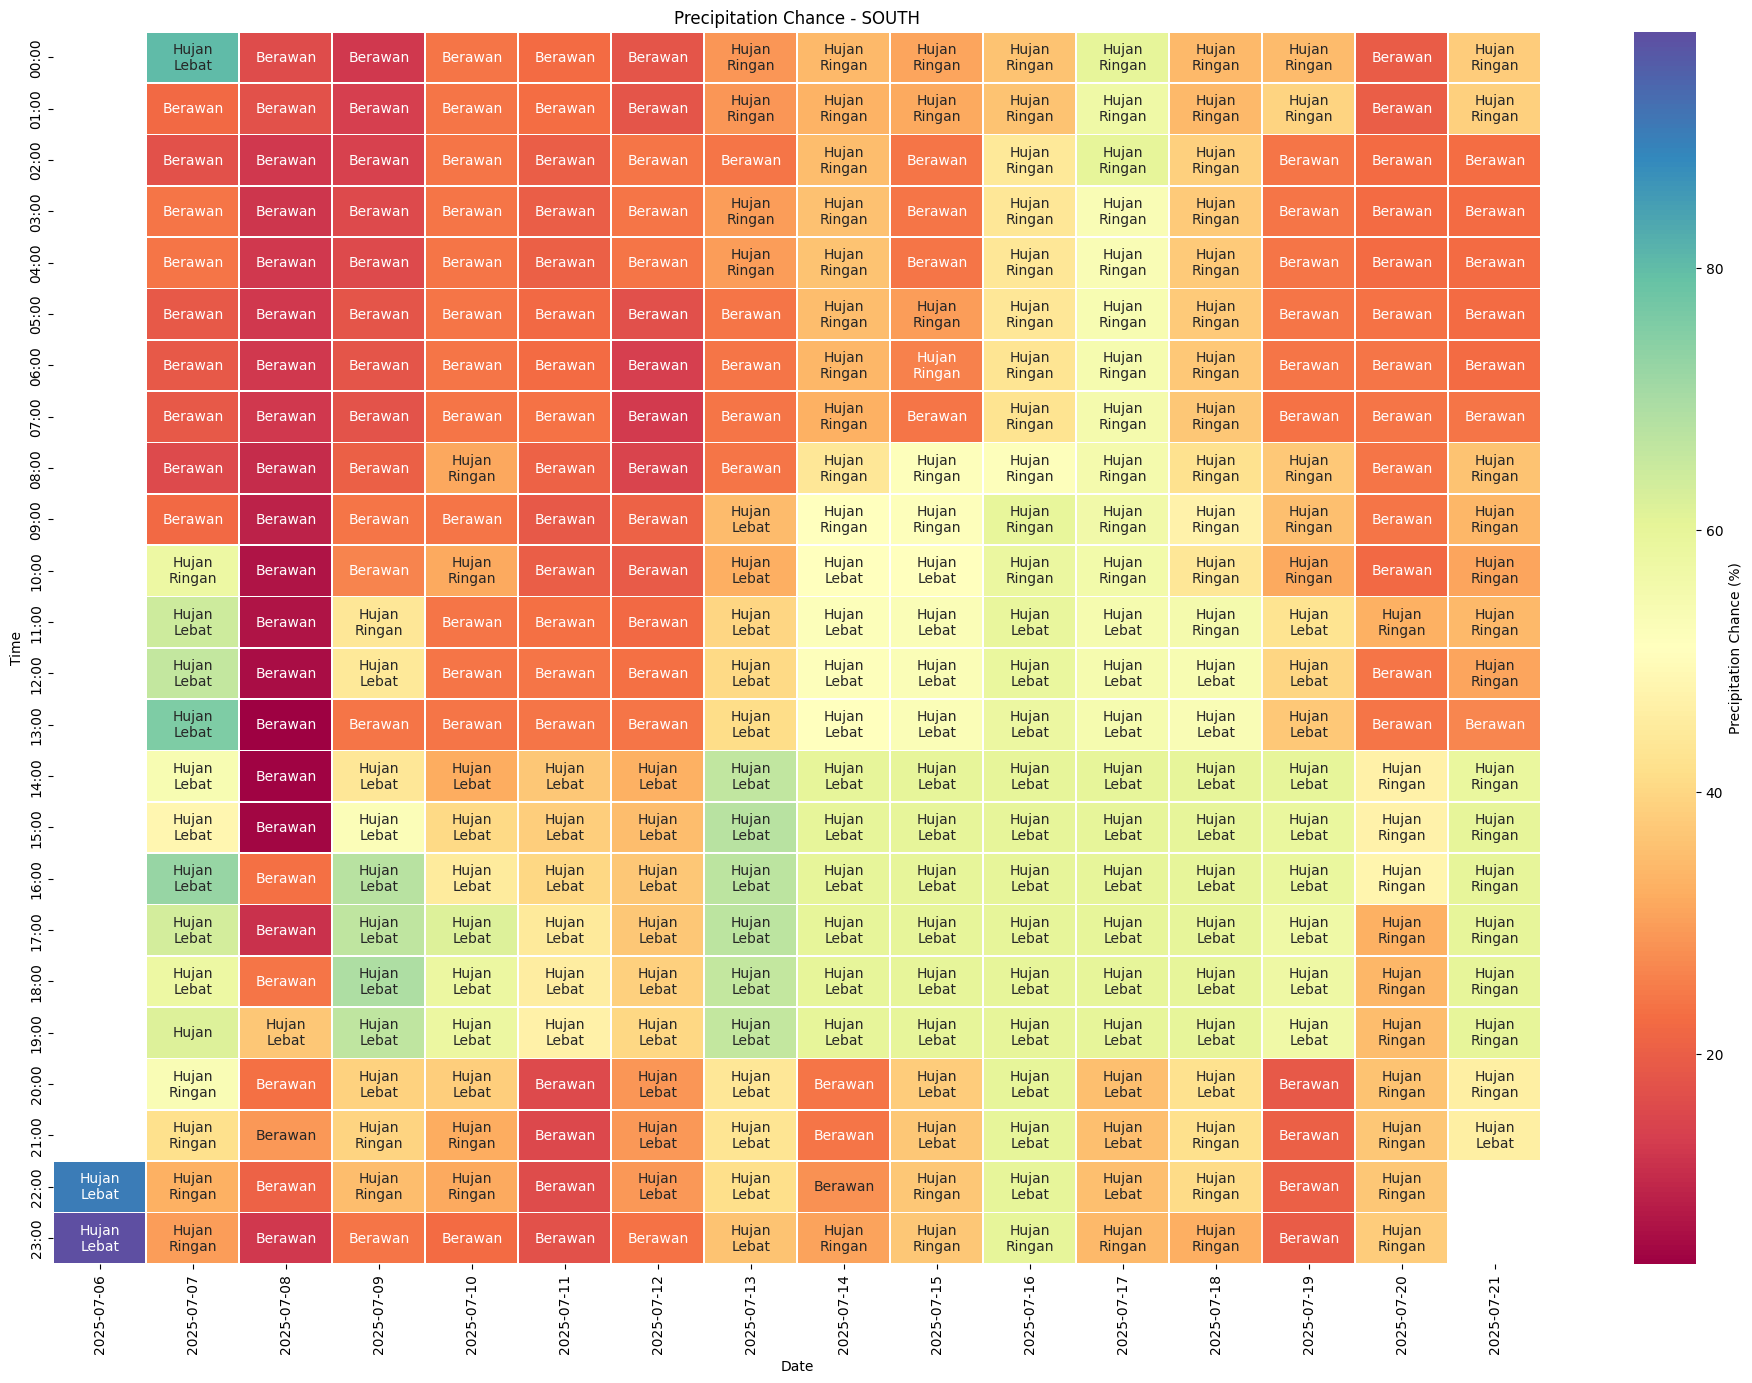 Precipitation Chance - SOUTH
00:00 Hujan Lebat Berawan Berawan Berawan Berawan Berawan Hujan Ringan Hujan Ringan Hujan Ringan Hujan Ringan Hujan Ringan Hujan Ringan Hujan Ringan Berawan Hujan Ringan
01:00 Berawan Berawan Berawan Berawan Berawan Berawan Hujan Ringan Hujan Ringan Hujan Ringan Hujan Ringan Hujan Ringan Hujan Ringan Hujan Ringan Berawan Hujan Ringan
02:00 Berawan Berawan Berawan Berawan Berawan Berawan Berawan Hujan Ringan Berawan Hujan Ringan Hujan Ringan Hujan Ringan Berawan Berawan Berawan
03:00 Berawan Berawan Berawan Berawan Berawan Berawan Hujan Ringan Hujan Ringan Berawan Hujan Ringan Hujan Ringan Hujan Ringan Berawan Berawan Berawan
04:00 Berawan Berawan Berawan Berawan Berawan Berawan Hujan Ringan Hujan Ringan Berawan Hujan Ringan Hujan Ringan Hujan Ringan Berawan Berawan Berawan
05:00 Berawan Berawan Berawan Berawan Berawan Berawan Berawan Hujan Ringan Hujan Ringan Hujan Ringan Hujan Ringan Hujan Ringan Berawan Berawan Berawan
06:00 Berawan Berawan Berawan Berawan Berawan Berawan Berawan Hujan Ringan Hujan Ringan Hujan Ringan Hujan Ringan Hujan Ringan Berawan Berawan Berawan
07:00 Berawan Berawan Berawan Berawan Berawan Berawan Berawan Hujan Ringan Berawan Hujan Ringan Hujan Ringan Hujan Ringan Berawan Berawan Berawan
08:00 Berawan Berawan Berawan Hujan Ringan Berawan Berawan Berawan Hujan Ringan Hujan Ringan Hujan Ringan Hujan Ringan Hujan Ringan Hujan Ringan Berawan Hujan Ringan
09:00 Berawan Berawan Berawan Berawan Berawan Berawan Hujan Lebat Hujan Ringan Hujan Ringan Hujan Ringan Hujan Ringan Hujan Ringan Hujan Ringan Berawan Hujan Ringan
10:00 Hujan Ringan Berawan Berawan Hujan Ringan Berawan Berawan Hujan Lebat Hujan Lebat Hujan Lebat Hujan Ringan Hujan Ringan Hujan Ringan Hujan Ringan Berawan Hujan Ringan
11:00 Hujan Lebat Berawan Hujan Ringan Berawan Berawan Berawan Hujan Lebat Hujan Lebat Hujan Lebat Hujan Lebat Hujan Lebat Hujan Ringan Hujan Lebat Hujan Ringan Hujan Ringan
12:00 Hujan Lebat Berawan Hujan Lebat Berawan Berawan Berawan Hujan Lebat Hujan Lebat Hujan Lebat Hujan Lebat Hujan Lebat Hujan Lebat Hujan Lebat Berawan Hujan Ringan
13:00 Hujan Lebat Berawan Berawan Berawan Berawan Berawan Hujan Lebat Hujan Lebat Hujan Lebat Hujan Lebat Hujan Lebat Hujan Lebat Hujan Lebat Berawan Berawan
14:00 Hujan Lebat Berawan Hujan Lebat Hujan Lebat Hujan Lebat Hujan Lebat Hujan Lebat Hujan Lebat Hujan Lebat Hujan Lebat Hujan Lebat Hujan Lebat Hujan Lebat Hujan Ringan Hujan Ringan
15:00 Hujan Lebat Berawan Hujan Lebat Hujan Lebat Hujan Lebat Hujan Lebat Hujan Lebat Hujan Lebat Hujan Lebat Hujan Lebat Hujan Lebat Hujan Lebat Hujan Lebat Hujan Ringan Hujan Ringan
16:00 Hujan Lebat Berawan Hujan Lebat Hujan Lebat Hujan Lebat Hujan Lebat Hujan Lebat Hujan Lebat Hujan Lebat Hujan Lebat Hujan Lebat Hujan Lebat Hujan Lebat Hujan Ringan Hujan Ringan
17:00 Hujan Lebat Berawan Hujan Lebat Hujan Lebat Hujan Lebat Hujan Lebat Hujan Lebat Hujan Lebat Hujan Lebat Hujan Lebat Hujan Lebat Hujan Lebat Hujan Lebat Hujan Ringan Hujan Ringan
18:00 Hujan Lebat Berawan Hujan Lebat Hujan Lebat Hujan Lebat Hujan Lebat Hujan Lebat Hujan Lebat Hujan Lebat Hujan Lebat Hujan Lebat Hujan Lebat Hujan Lebat Hujan Ringan Hujan Ringan
19:00 Hujan Hujan Lebat Hujan Lebat Hujan Lebat Hujan Lebat Hujan Lebat Hujan Lebat Hujan Lebat Hujan Lebat Hujan Lebat Hujan Lebat Hujan Lebat Hujan Lebat Hujan Ringan Hujan Ringan
20:00 Hujan Ringan Berawan Hujan Lebat Hujan Lebat Berawan Hujan Lebat Hujan Lebat Berawan Hujan Lebat Hujan Lebat Hujan Lebat Hujan Lebat Berawan Hujan Ringan Hujan Ringan
21:00 Hujan Ringan Berawan Hujan Ringan Hujan Ringan Berawan Hujan Lebat Hujan Lebat Berawan Hujan Lebat Hujan Lebat Hujan Lebat Hujan Ringan Berawan Hujan Ringan Hujan Lebat
22:00 Hujan Lebat Hujan Ringan Berawan Hujan Ringan Hujan Ringan Berawan Hujan Lebat Hujan Lebat Berawan Hujan Ringan Hujan Lebat Hujan Lebat Hujan Ringan Berawan Hujan Ringan
23:00 Hujan Lebat Hujan Ringan Berawan Berawan Berawan Berawan Berawan Hujan Lebat Hujan Ringan Hujan Ringan Hujan Ringan Hujan Ringan Hujan Ringan Berawan Hujan Ringan
Time
2025-07-06 2025-07-07 2025-07-08 2025-07-09 2025-07-10 2025-07-11 2025-07-12 2025-07-13 2025-07-14 2025-07-15 2025-07-16 2025-07-17 2025-07-18 2025-07-19 2025-07-20 2025-07-21
Date
80
60
40
20
Precipitation Chance (%)